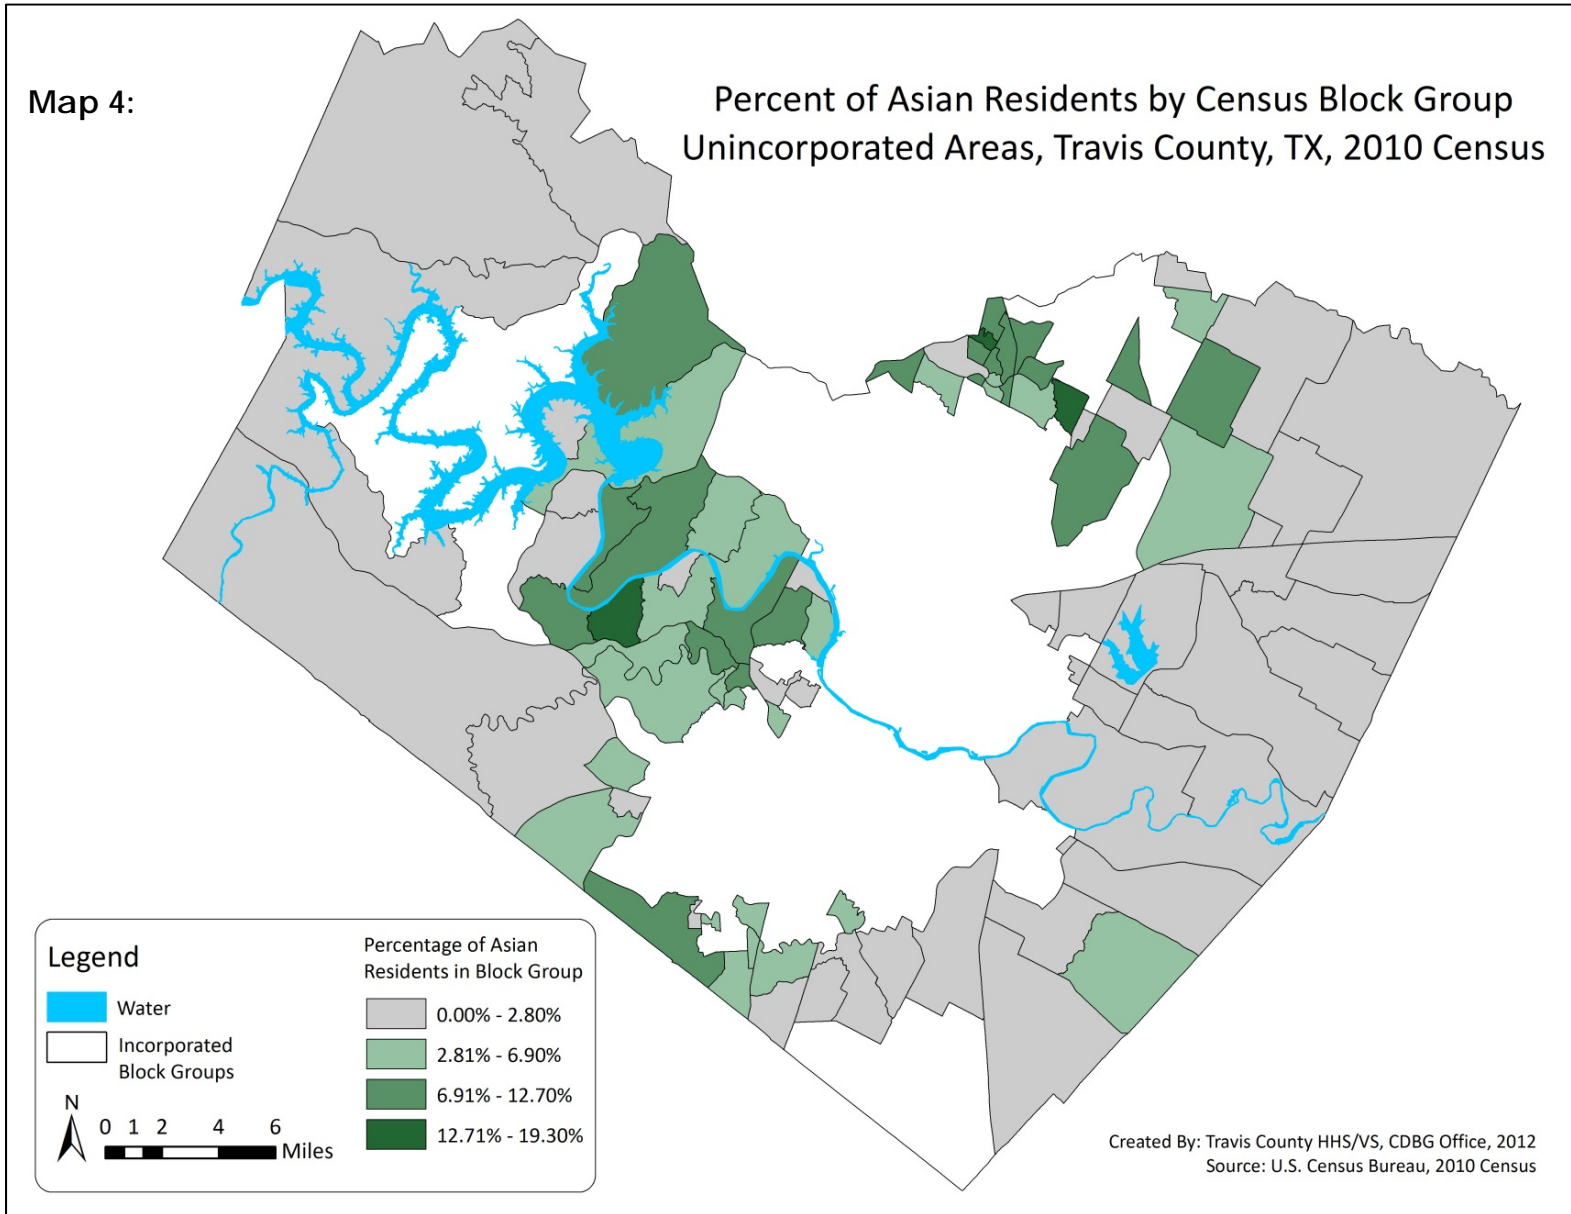 Map 4:
Percent of Asian Residents by Census Block Group
Unincorporated Areas, Travis County, TX, 2010 Census
Legend
Water
Incorporated
Block Groups
N
0 1 2 4 6
Miles
Percentage of Asian
Residents in Block Group
0.00% - 2.80%
2.81% - 6.90%
6.91% - 12.70%
12.71% - 19.30%
Created By: Travis County HHS/VS, CDBG Office, 2012
Source: U.S. Census Bureau, 2010 Census